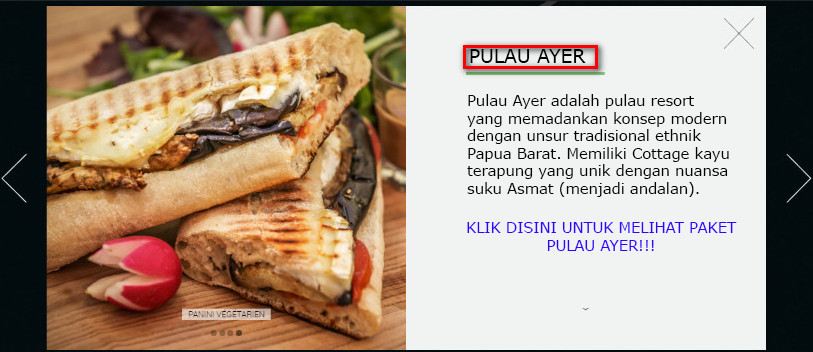 PULAU AYER
Pulau Ayer adalah pulau resort
yang memadankan konsep modern
dengan unsur tradisional ethnik
Papua Barat. Memiliki Cottage kayu
terapung yang unik dengan nuansa
suku Asmat (menjadi andalan).
KLIK DISINI UNTUK MELIHAT PAKET
PULAU AYER!!!
PANINI VEGETARIEN